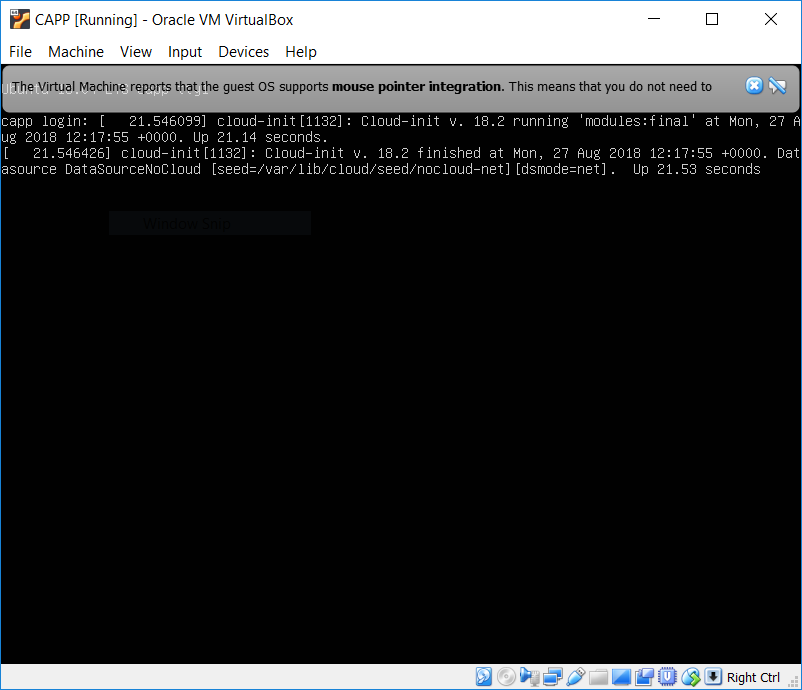 CAPP [Running] - Oracle VM VirtualBox
File Machine View Input Devices Help
The Virtual Machine reports that the guest OS supports mouse pointer integration. This means that you do not need to
capp login: [   21.546099] cloud-init[1132]: Cloud-init v. 18.2 running 'modules:final' at Mon, 27 A
ug 2018 12:17:55 +0000. Up 21.14 seconds.
[   21.546426] cloud-init[1132]: Cloud-init v. 18.2 finished at Mon, 27 Aug 2018 12:17:55 +0000. Dat
asource DataSourceNoCloud [seed=/var/lib/cloud/seed/nocloud-net][dsmode=net].  Up 21.53 seconds
Window Snip
Right Ctrl